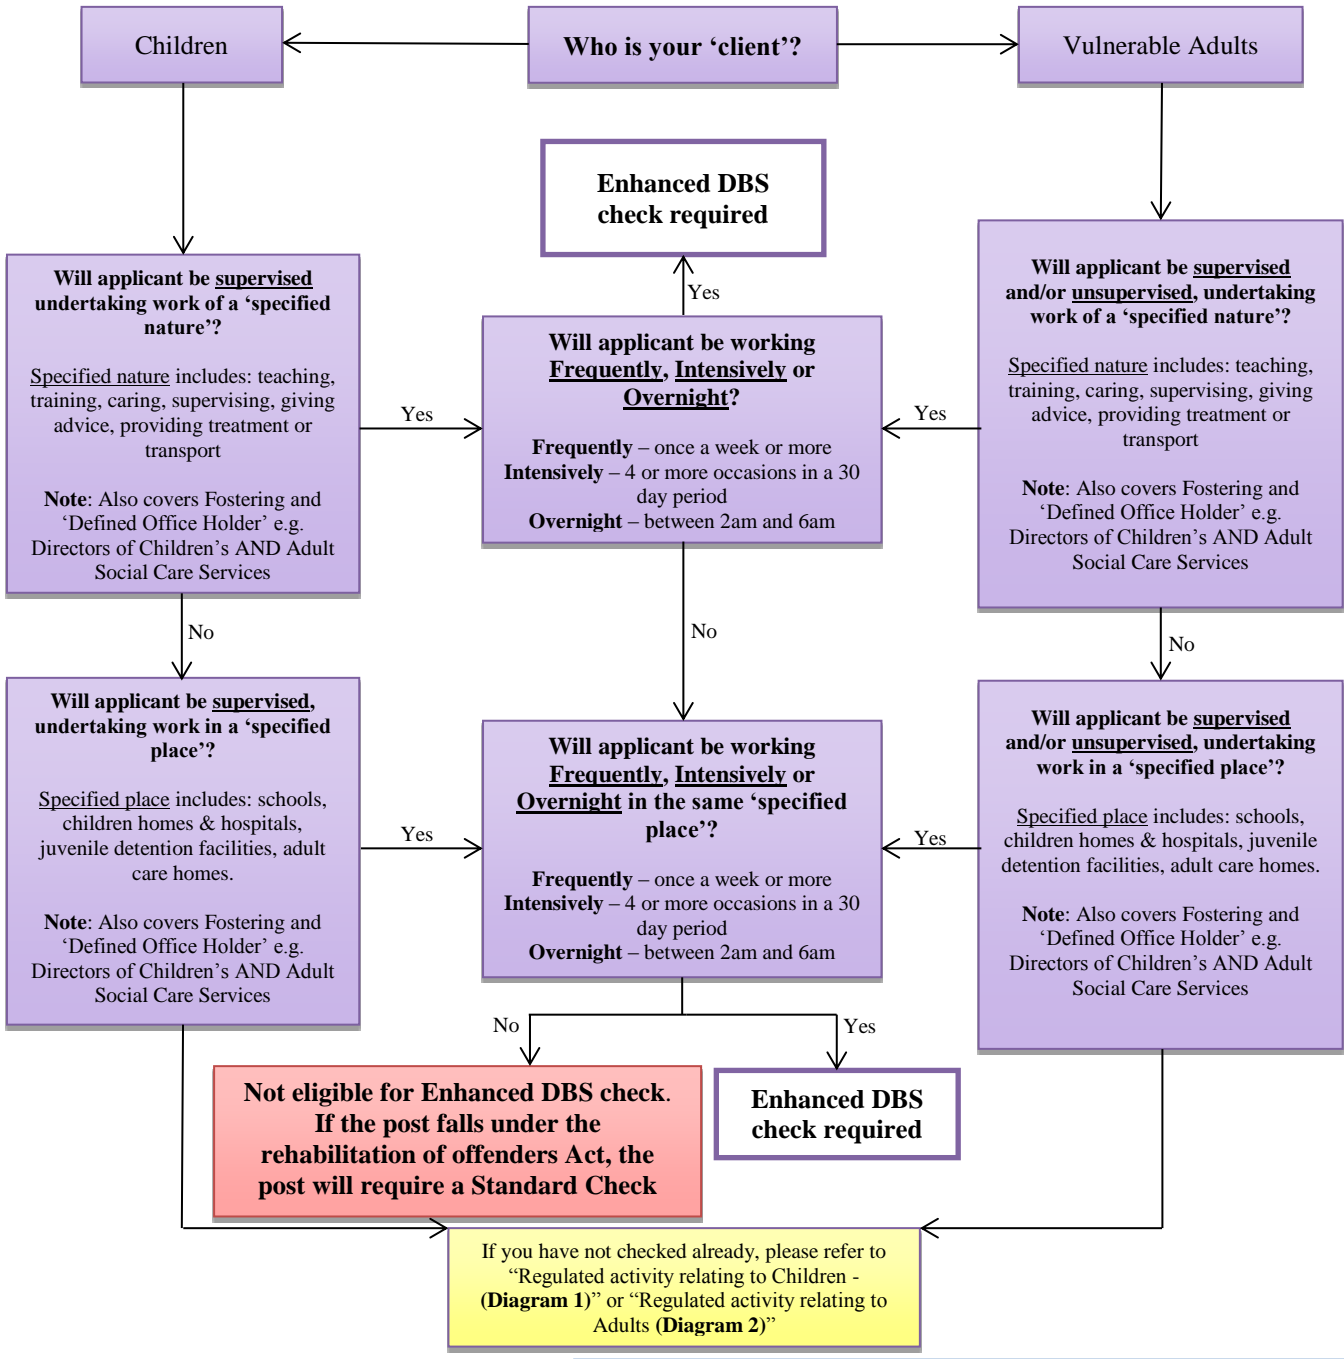 Children
Who is your ‘client’?
Vulnerable Adults
Enhanced DBS
check required
Yes
Will applicant be supervised
undertaking work of a ‘specified
nature’?
Specified nature includes: teaching,
training, caring, supervising, giving
advice, providing treatment or
transport
Note: Also covers Fostering and
‘Defined Office Holder’ e.g.
Directors of Children’s AND Adult
Social Care Services
Yes
Will applicant be working
Frequently, Intensively or
Overnight?
Frequently – once a week or more
Intensively – 4 or more occasions in a 30
day period
Overnight – between 2am and 6am
Yes
Will applicant be supervised
and/or unsupervised, undertaking
work of a ‘specified nature’?
Specified nature includes: teaching,
training, caring, supervising, giving
advice, providing treatment or
transport
Note: Also covers Fostering and
‘Defined Office Holder’ e.g.
Directors of Children’s AND Adult
Social Care Services
No
No
No
Will applicant be supervised,
undertaking work in a ‘specified
place’?
Specified place includes: schools,
children homes & hospitals,
juvenile detention facilities, adult
care homes.
Note: Also covers Fostering and
‘Defined Office Holder’ e.g.
Directors of Children’s AND Adult
Social Care Services
Yes
Will applicant be working
Frequently, Intensively or
Overnight in the same ‘specified
place’?
Frequently – once a week or more
Intensively – 4 or more occasions in a 30
day period
Overnight – between 2am and 6am
Yes
Will applicant be supervised
and/or unsupervised, undertaking
work in a ‘specified place’?
Specified place includes: schools,
children homes & hospitals, juvenile
detention facilities, adult care homes.
Note: Also covers Fostering and
‘Defined Office Holder’ e.g.
Directors of Children’s AND Adult
Social Care Services
No
Yes
Not eligible for Enhanced DBS check.
If the post falls under the
rehabilitation of offenders Act, the
post will require a Standard Check
Enhanced DBS
check required
If you have not checked already, please refer to
“Regulated activity relating to Children -
(Diagram 1)” or “Regulated activity relating to
Adults (Diagram 2)”